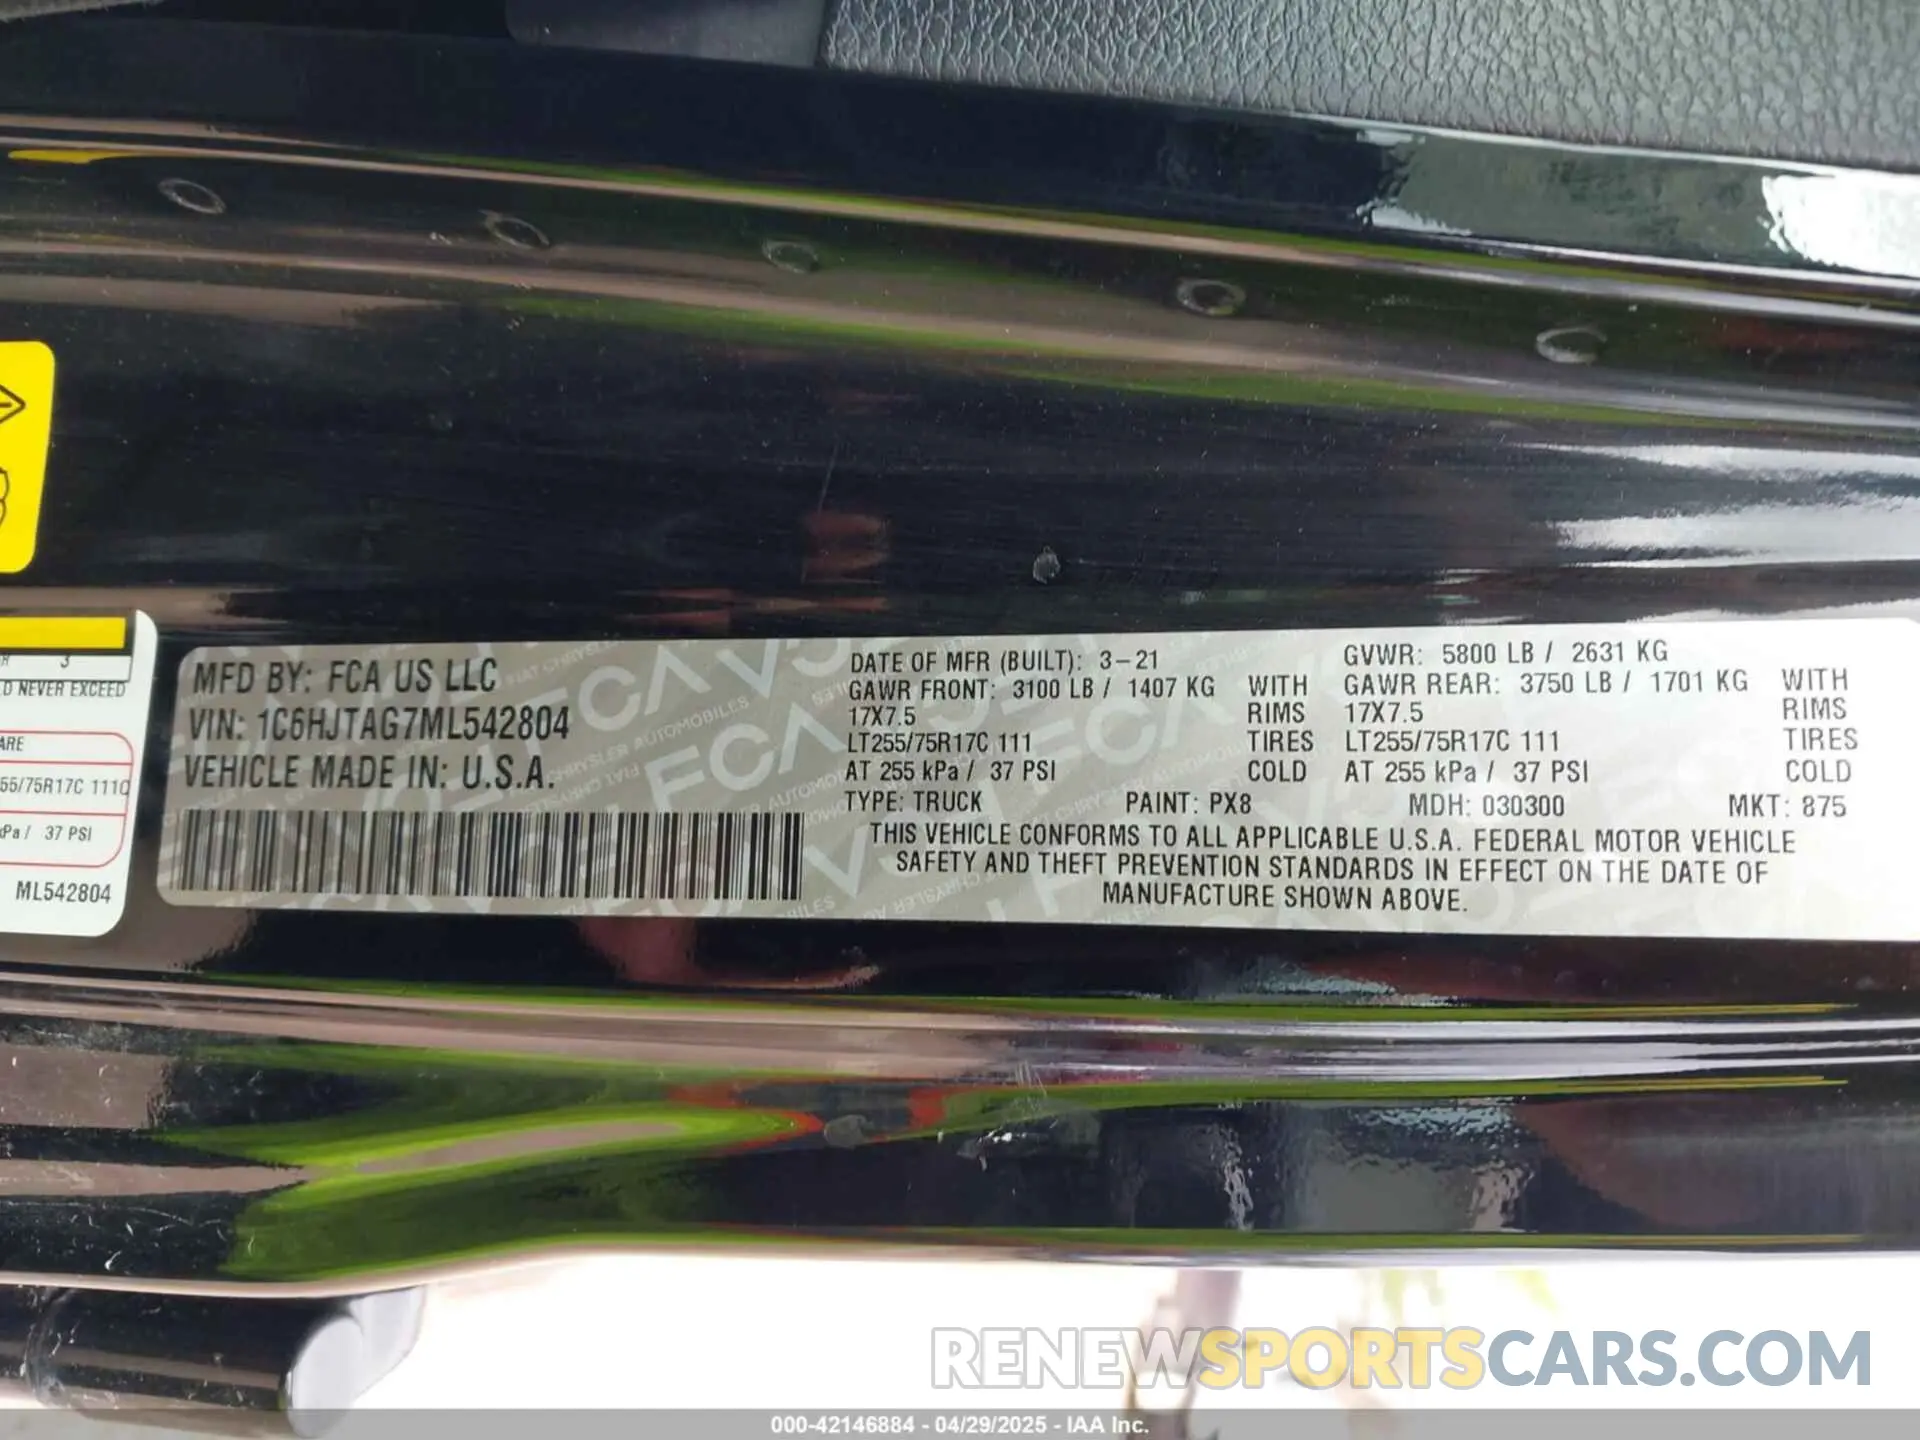 3
D NEVER EXCEED
ARE
55/75R17C 111C
kPa / 37 PSI
ML542804
MFD BY: FCA US LLC
VIN: 1C6HJTAG7ML542804
VEHICLE MADE IN: U.S.A.
DATE OF MFR (BUILT): 3-21 GVWR: 5800 LB / 2631 KG
GAWR FRONT: 3100 LB / 1407 KG WITH GAWR REAR: 3750 LB / 1701 KG WITH
17X7.5 RIMS 17X7.5 RIMS
LT255/75R17C 111 TIRES LT255/75R17C 111 TIRES
AT 255 kPa / 37 PSI COLD AT 255 kPa / 37 PSI COLD
TYPE: TRUCK PAINT: PX8 MDH: 030300 MKT: 875
THIS VEHICLE CONFORMS TO ALL APPLICABLE U.S.A. FEDERAL MOTOR VEHICLE
SAFETY AND THEFT PREVENTION STANDARDS IN EFFECT ON THE DATE OF
MANUFACTURE SHOWN ABOVE.
RENEWSPORTSCARS.COM
000-42146884 - 04/29/2025 - IAA Inc.